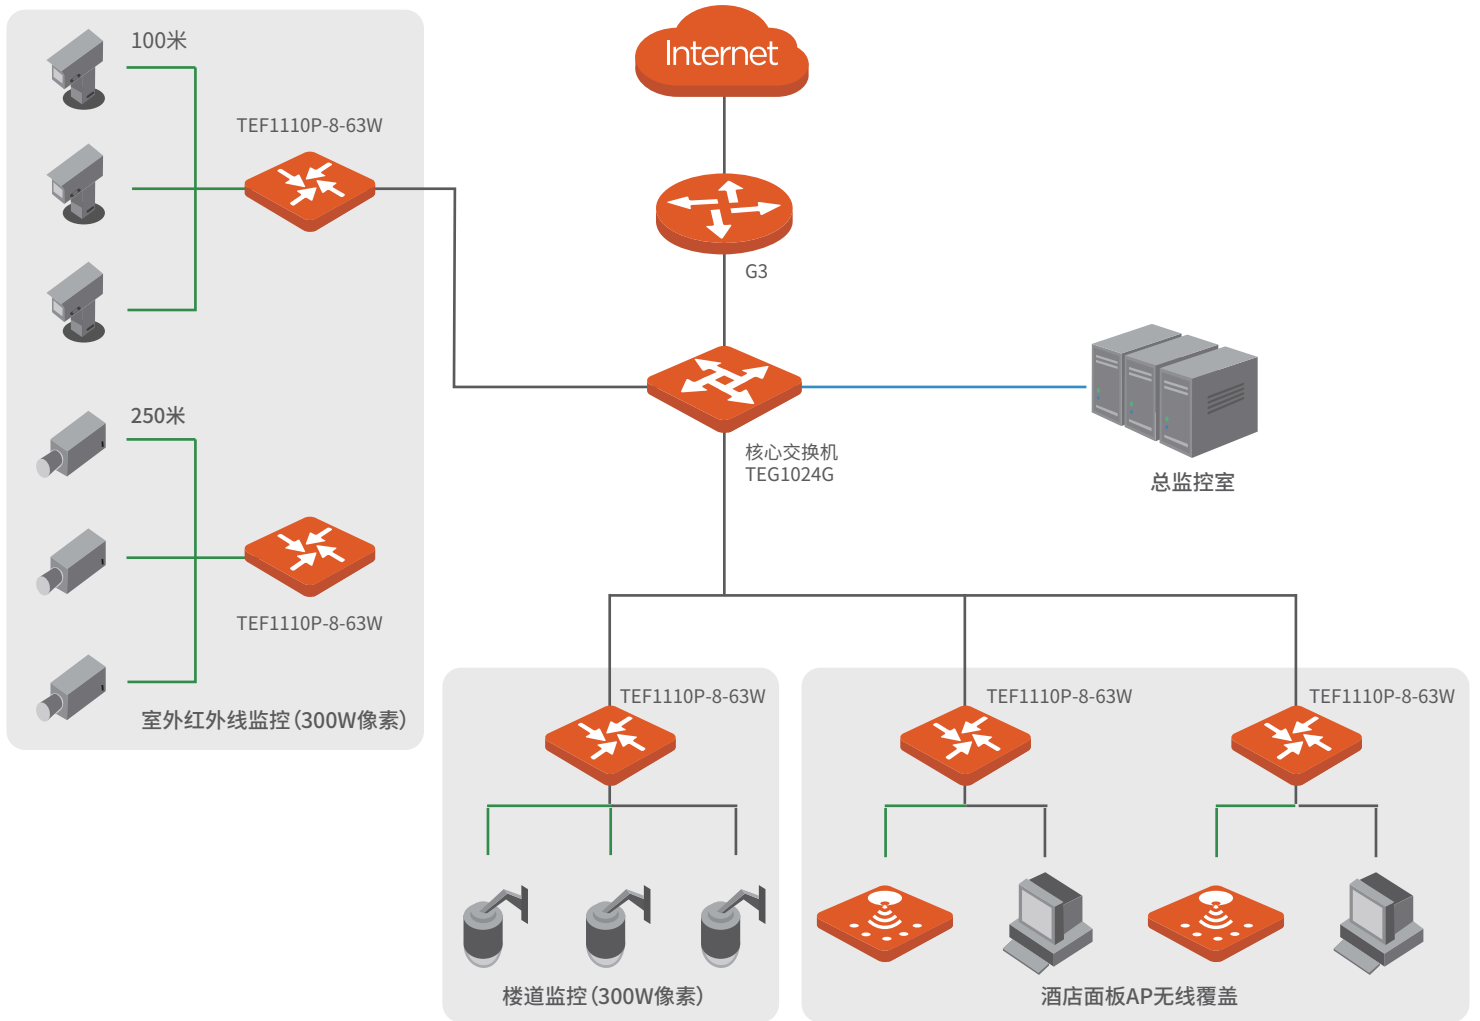 Internet
100米
TEF1110P-8-63W
G3
250米
核心交换机
TEG1024G
总监控室
TEF1110P-8-63W
室外红外线监控（300W像素）
TEF1110P-8-63W
TEF1110P-8-63W
TEF1110P-8-63W
楼道监控（300W像素）
酒店面板AP无线覆盖